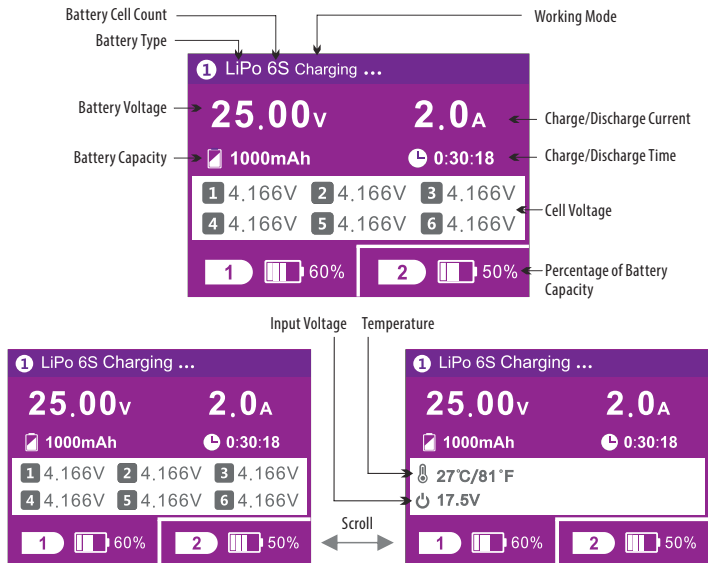 Battery Cell Count
Working Mode
Battery Type
1 LiPo 6S Charging ...
Battery Voltage
25.00V 2.0A
Charge/Discharge Current
Battery Capacity
1000mAh 0:30:18
Charge/Discharge Time
1 4.166V 2 4.166V 3 4.166V
4 4.166V 5 4.166V 6 4.166V
Cell Voltage
1 60% 2 50%
Percentage of Battery
Capacity
Input Voltage Temperature
1 LiPo 6S Charging ...
25.00V 2.0A
1000mAh 0:30:18
1 4.166V 2 4.166V 3 4.166V
4 4.166V 5 4.166V 6 4.166V
1 60% 2 50%
Scroll
1 LiPo 6S Charging ...
25.00V 2.0A
1000mAh 0:30:18
27°C/81°F
17.5V
1 60% 2 50%